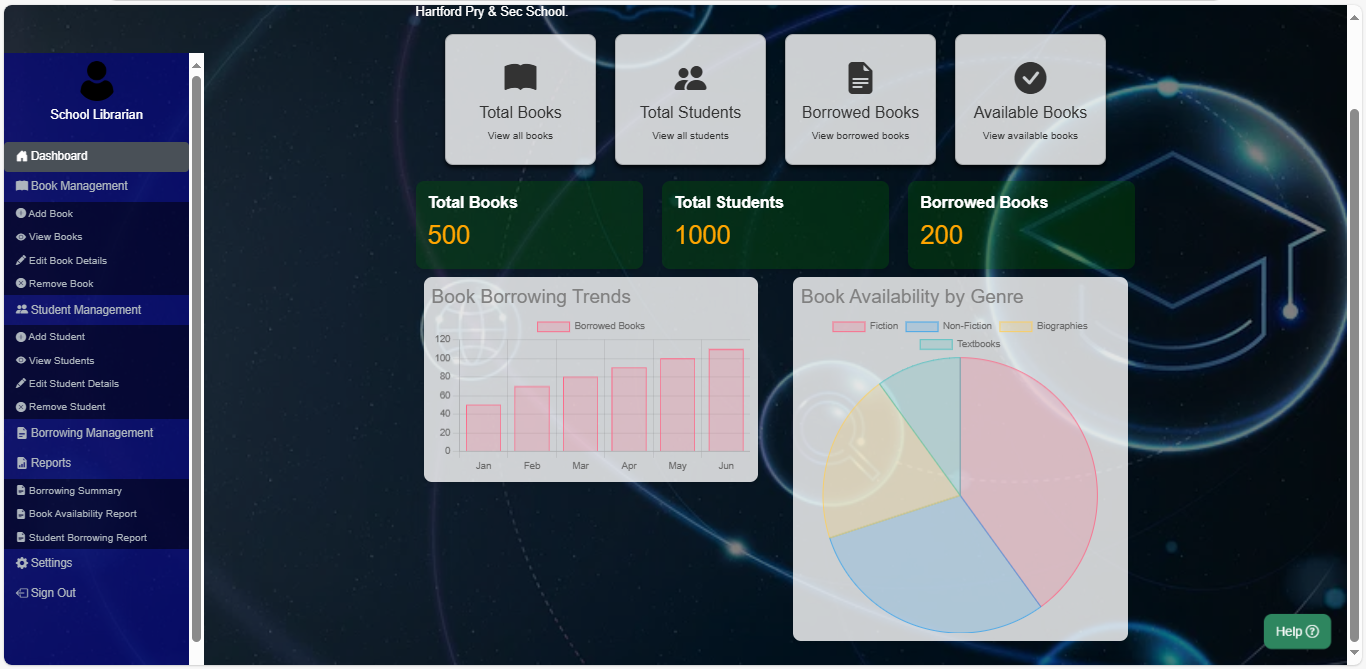 Hartford Pry & Sec School.
School Librarian
Dashboard
Book Management
Add Book
View Books
Edit Book Details
Remove Book
Student Management
Add Student
View Students
Edit Student Details
Remove Student
Borrowing Management
Reports
Borrowing Summary
Book Availability Report
Student Borrowing Report
Settings
Sign Out
Total Books
View all books
Total Students
View all students
Borrowed Books
View borrowed books
Available Books
View available books
Total Books
500
Total Students
1000
Borrowed Books
200
Book Borrowing Trends
Borrowed Books
120
100
80
60
40
20
0
Jan Feb Mar Apr May Jun
Book Availability by Genre
Fiction Non-Fiction Biographies
Textbooks
Help